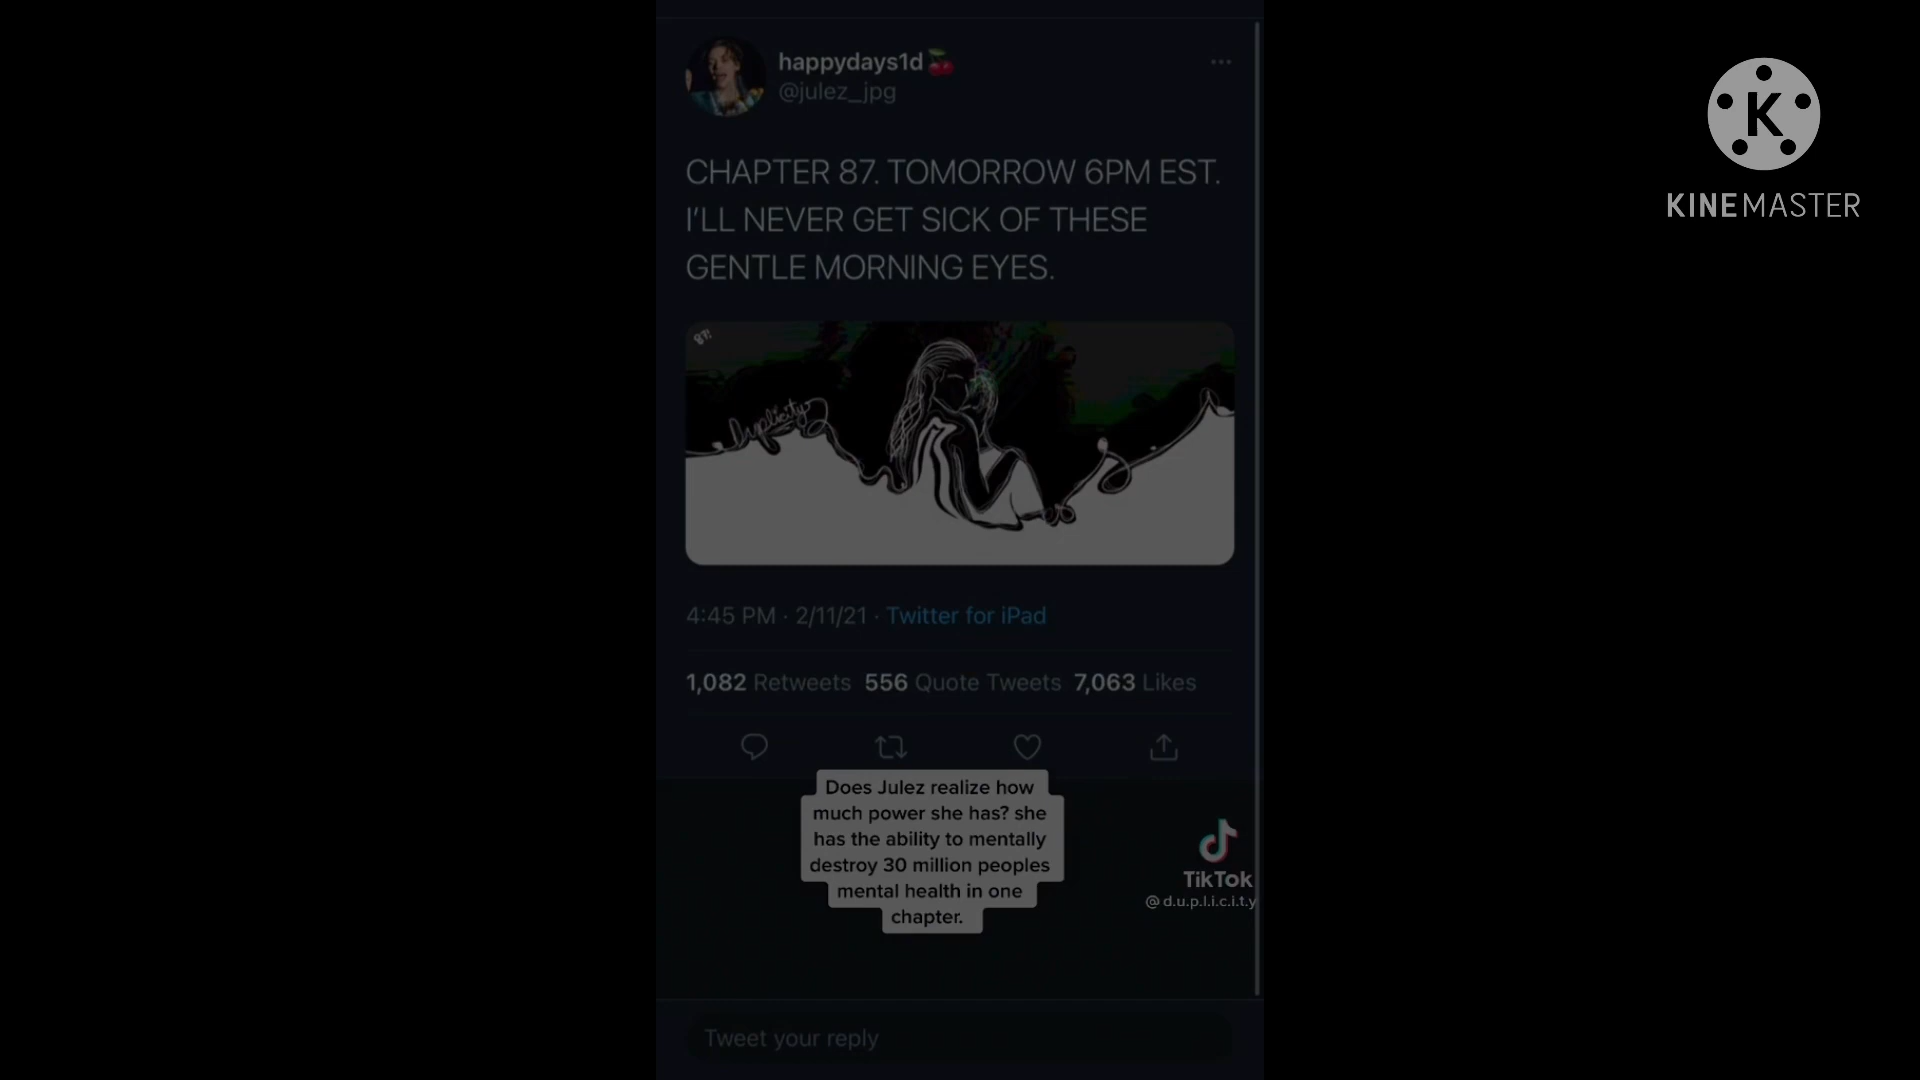 happydays1d🍒
@julez_jpg
CHAPTER 87. TOMORROW 6PM EST.
I'LL NEVER GET SICK OF THESE
GENTLE MORNING EYES.
87!
duplicity
4:45 PM · 2/11/21 · Twitter for iPad
1,082 Retweets 556 Quote Tweets 7,063 Likes
Does Julez realize how
much power she has? she
has the ability to mentally
destroy 30 million peoples
mental health in one
chapter.
TikTok
@d.u.p.l.i.c.i.t.y
Tweet your reply
K
KINEMASTER